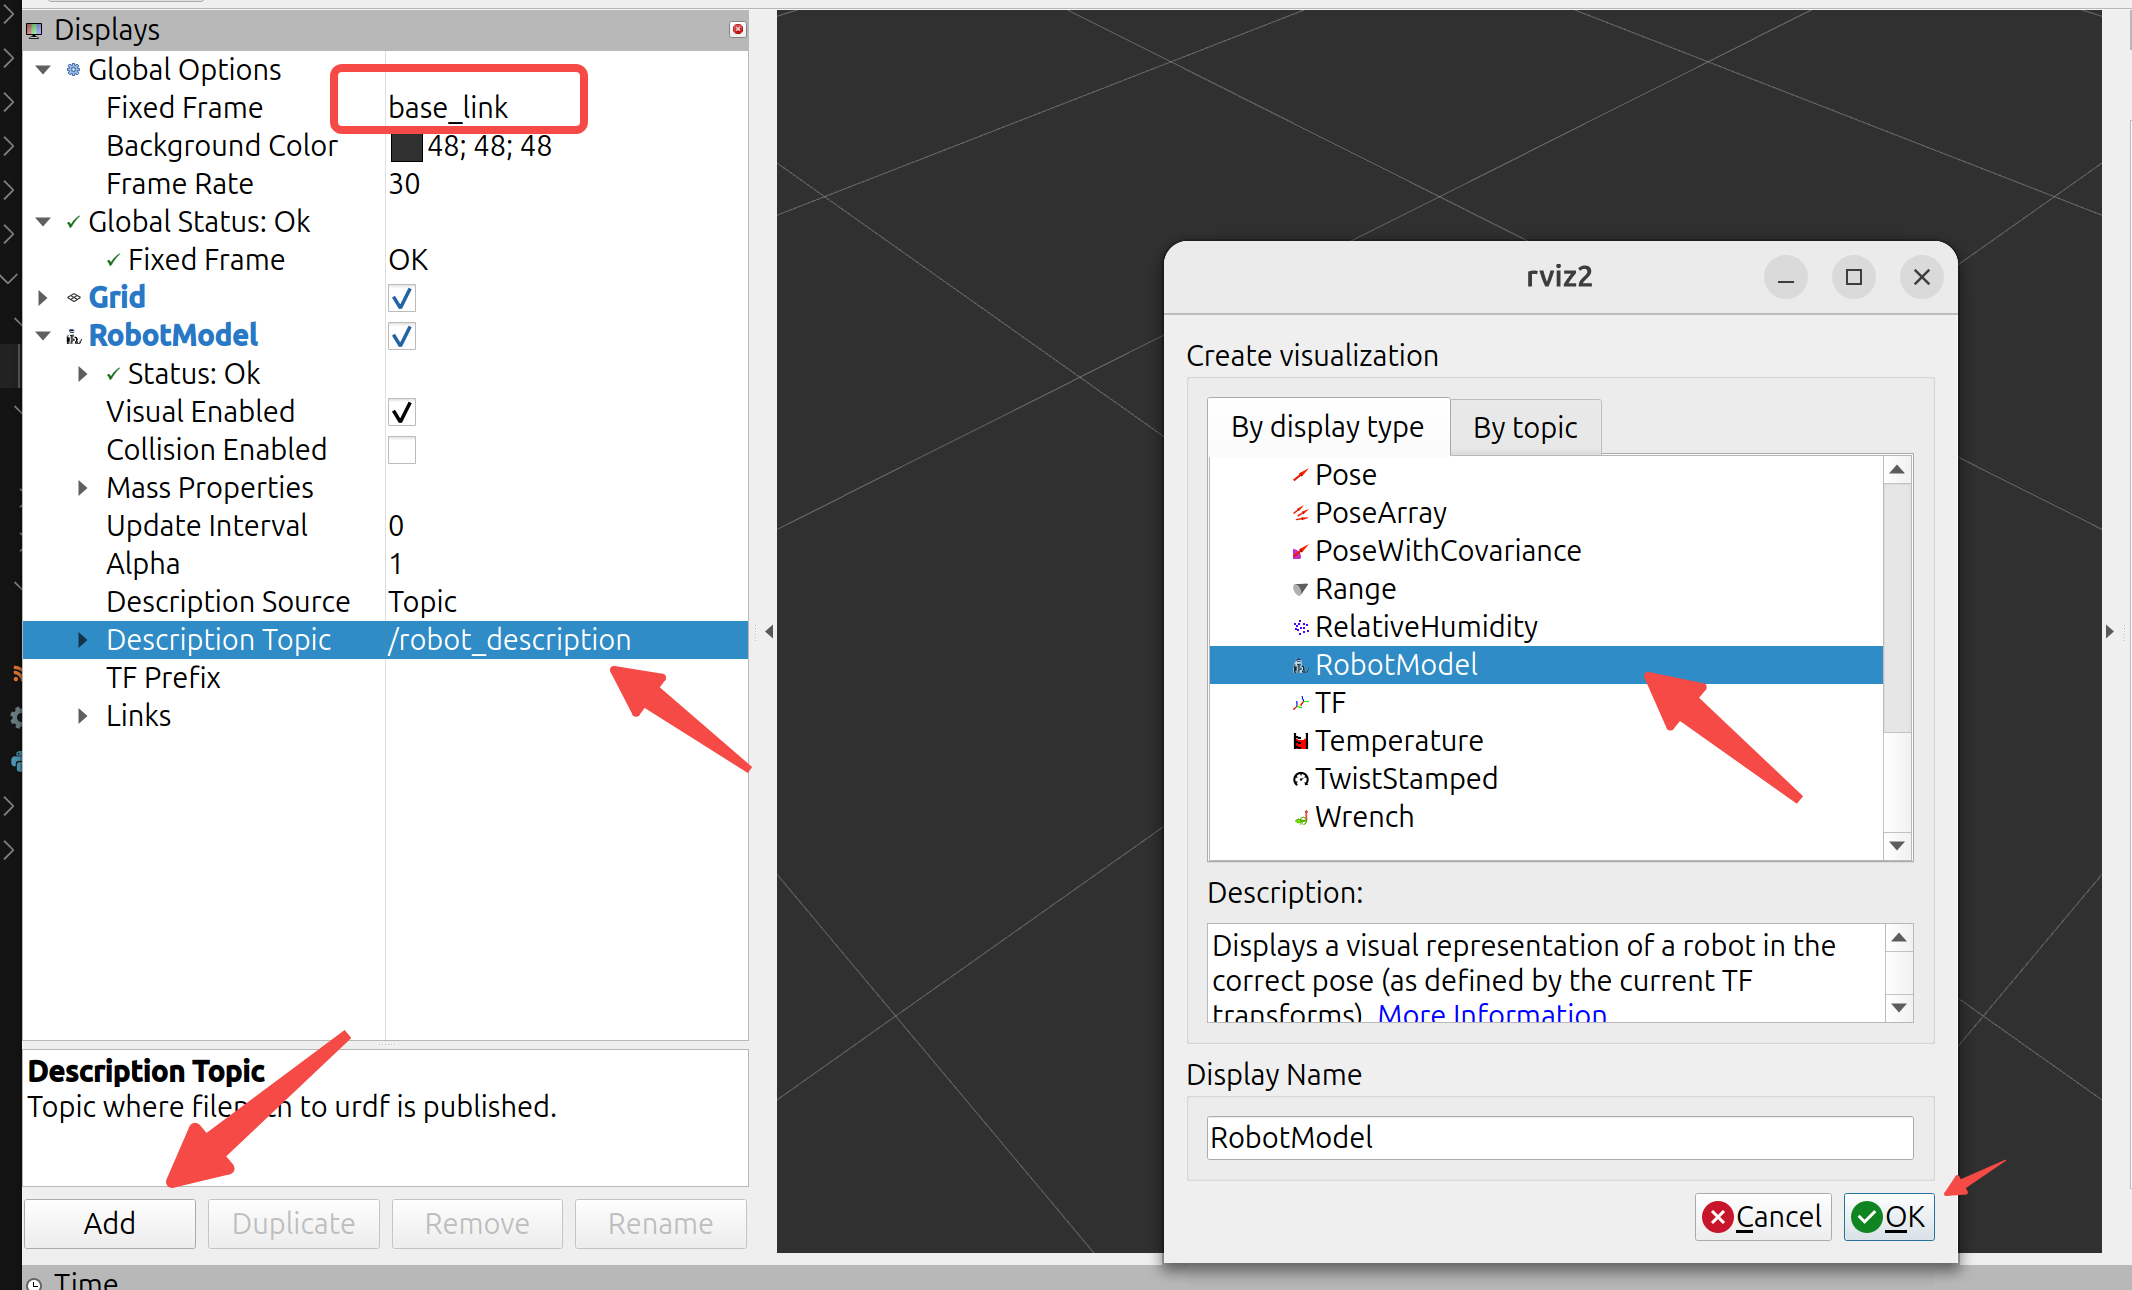 Displays
Global Options
Fixed Frame base_link
Background Color 48; 48; 48
Frame Rate 30
Global Status: Ok
Fixed Frame OK
Grid
RobotModel
Status: Ok
Visual Enabled
Collision Enabled
Mass Properties
Update Interval 0
Alpha 1
Description Source Topic
Description Topic /robot_description
TF Prefix
Links
Description Topic
Topic where to urdf is published.
Add Duplicate Remove Rename
Time
rviz2
Create visualization
By display type By topic
Pose
PoseArray
PoseWithCovariance
Range
RelativeHumidity
RobotModel
TF
Temperature
TwistStamped
Wrench
Description:
Displays a visual representation of a robot in the
correct pose (as defined by the current TF
transforms). More Information
Display Name
RobotModel
Cancel OK